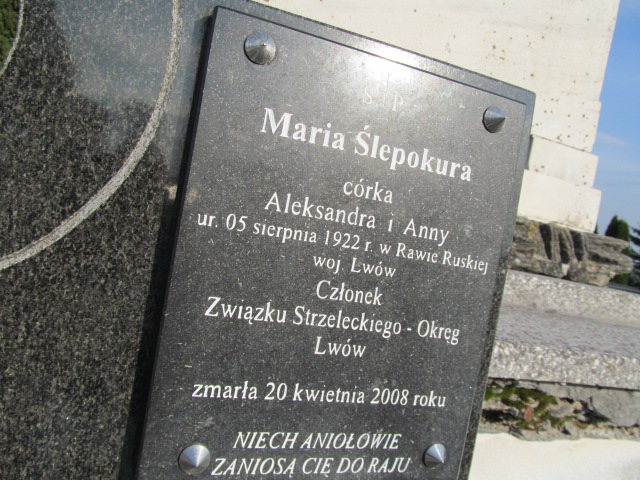 Ś.P.
Maria Ślepokura
córka
Aleksandra i Anny
ur. 05 sierpnia 1922 r. w Rawie Ruskiej
woj. Lwów
Członek
Związku Strzeleckiego - Okręg
Lwów
zmarła 20 kwietnia 2008 roku
NIECH ANIOŁOWIE
ZANIOSĄ CIĘ DO RAJU